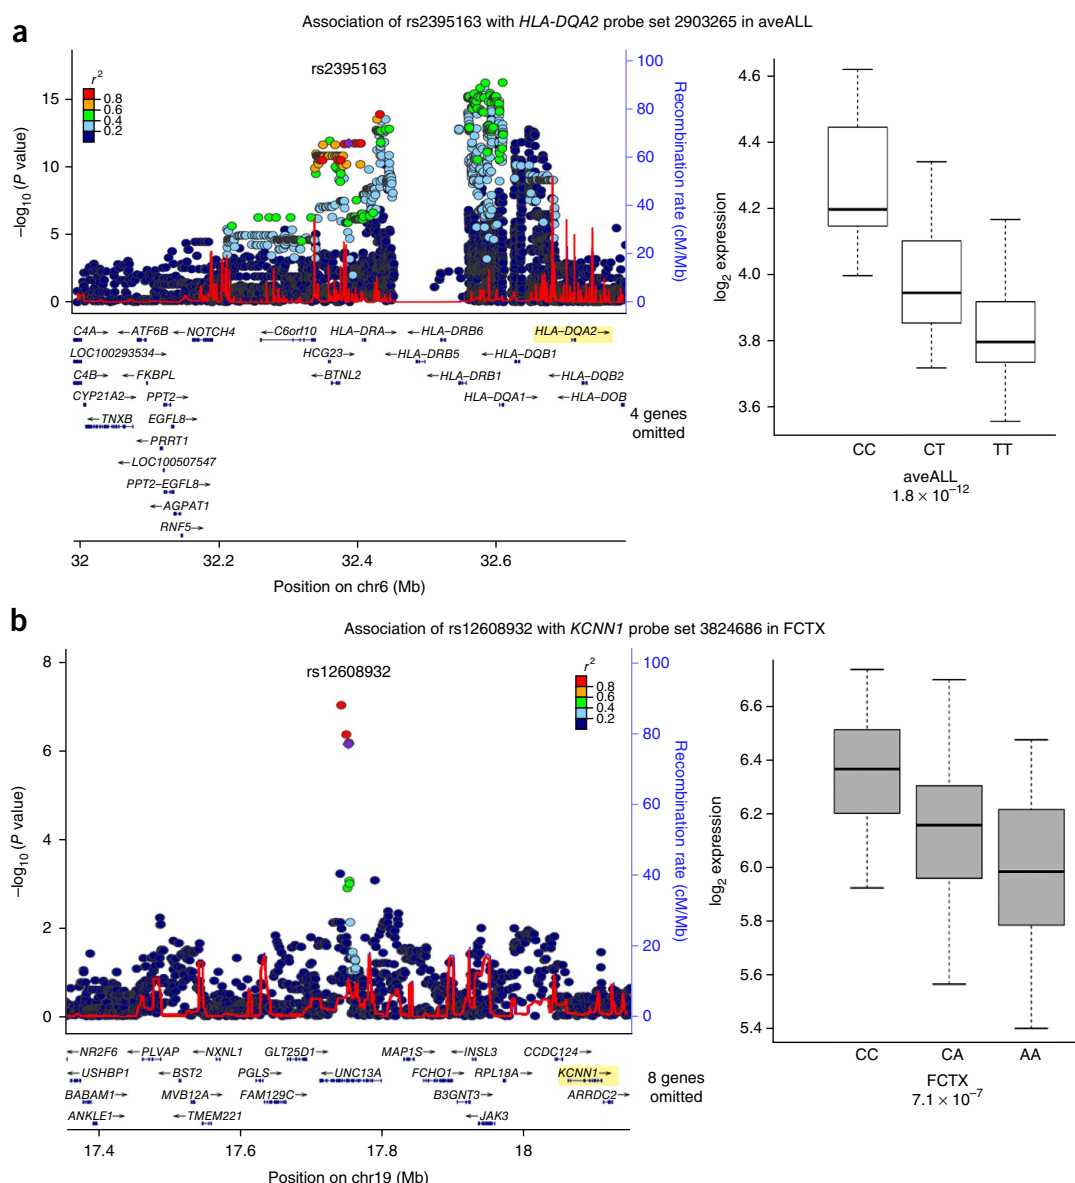 a
Association of rs2395163 with HLA-DQA2 probe set 2903265 in aveALL
rs2395163
r²
0.8
0.6
0.4
0.2
–log₁₀ (P value)
15
10
5
0
Recombination rate (cM/Mb)
100
80
60
40
20
0
C4A→ ←ATF6B ←NOTCH4 ←C6orf10 HLA–DRA→ ←HLA–DRB6 HLA–DQA2→
LOC100293534→ HCG23→ ←HLA–DRB5 ←HLA–DQB1
C4B→ ←FKBPL ←BTNL2 ←HLA–DRB1 ←HLA–DQB2
CYP21A2→ PPT2→ HLA–DQA1→ ←HLA–DOB
←TNXB EGFL8→
←PRRT1
←LOC100507547
PPT2–EGFL8→
←AGPAT1
RNF5→
4 genes
omitted
32 32.2 32.4 32.6
Position on chr6 (Mb)
log₂ expression
4.6
4.4
4.2
4.0
3.8
3.6
CC CT TT
aveALL
1.8 × 10⁻¹²
b
Association of rs12608932 with KCNN1 probe set 3824686 in FCTX
rs12608932
r²
0.8
0.6
0.4
0.2
–log₁₀ (P value)
8
6
4
2
0
Recombination rate (cM/Mb)
100
80
60
40
20
0
←NR2F6 ←PLVAP ←NXNL1 GLT25D1→ MAP1S→ ←INSL3 CCDC124→
←USHBP1 ←BST2 PGLS→ ←UNC13A FCHO1→ RPL18A→ KCNN1→
BABAM1→ MVB12A→ ←FAM129C B3GNT3→ ARRDC2→
ANKLE1→ ←TMEM221 ←JAK3
8 genes
omitted
17.4 17.6 17.8 18
Position on chr19 (Mb)
log₂ expression
6.6
6.4
6.2
6.0
5.8
5.6
5.4
CC CA AA
FCTX
7.1 × 10⁻⁷